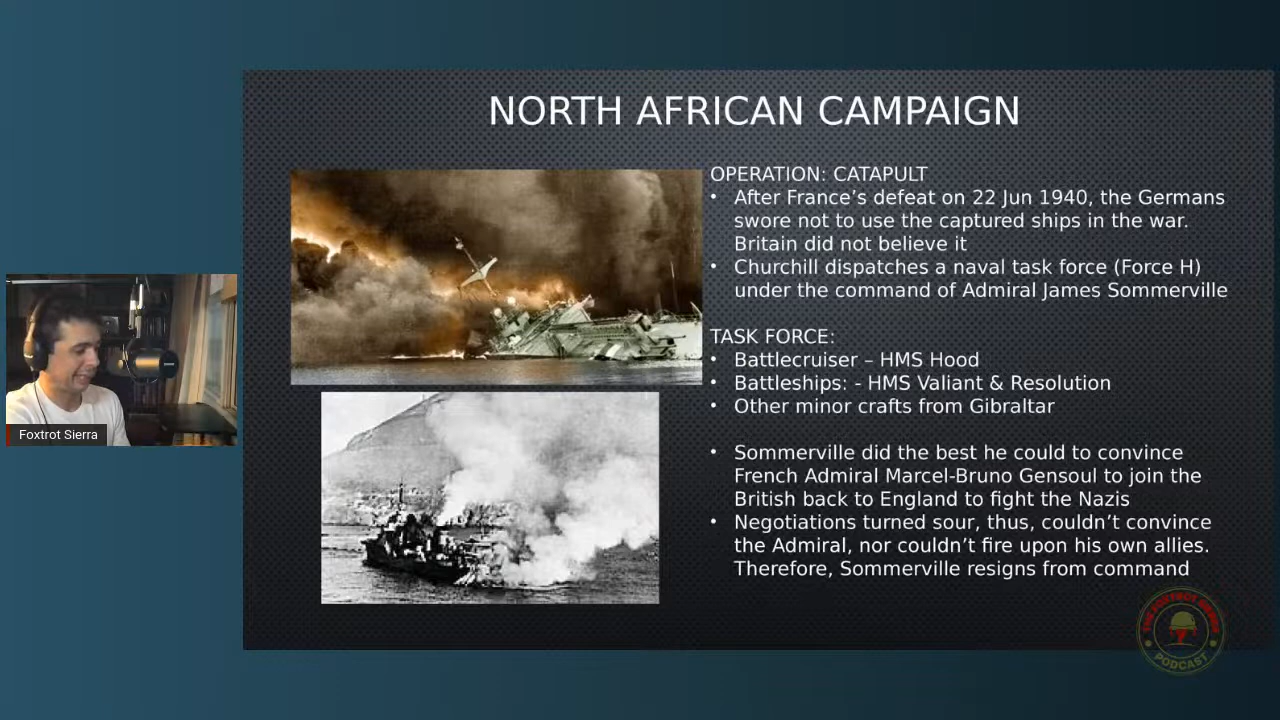 NORTH AFRICAN CAMPAIGN
OPERATION: CATAPULT
• After France’s defeat on 22 Jun 1940, the Germans
swore not to use the captured ships in the war.
Britain did not believe it
• Churchill dispatches a naval task force (Force H)
under the command of Admiral James Sommerville
TASK FORCE:
• Battlecruiser – HMS Hood
• Battleships: - HMS Valiant & Resolution
• Other minor crafts from Gibraltar
• Sommerville did the best he could to convince
French Admiral Marcel-Bruno Gensoul to join the
British back to England to fight the Nazis
• Negotiations turned sour, thus, couldn’t convince
the Admiral, nor couldn’t fire upon his own allies.
Therefore, Sommerville resigns from command
Foxtrot Sierra
PODCAST